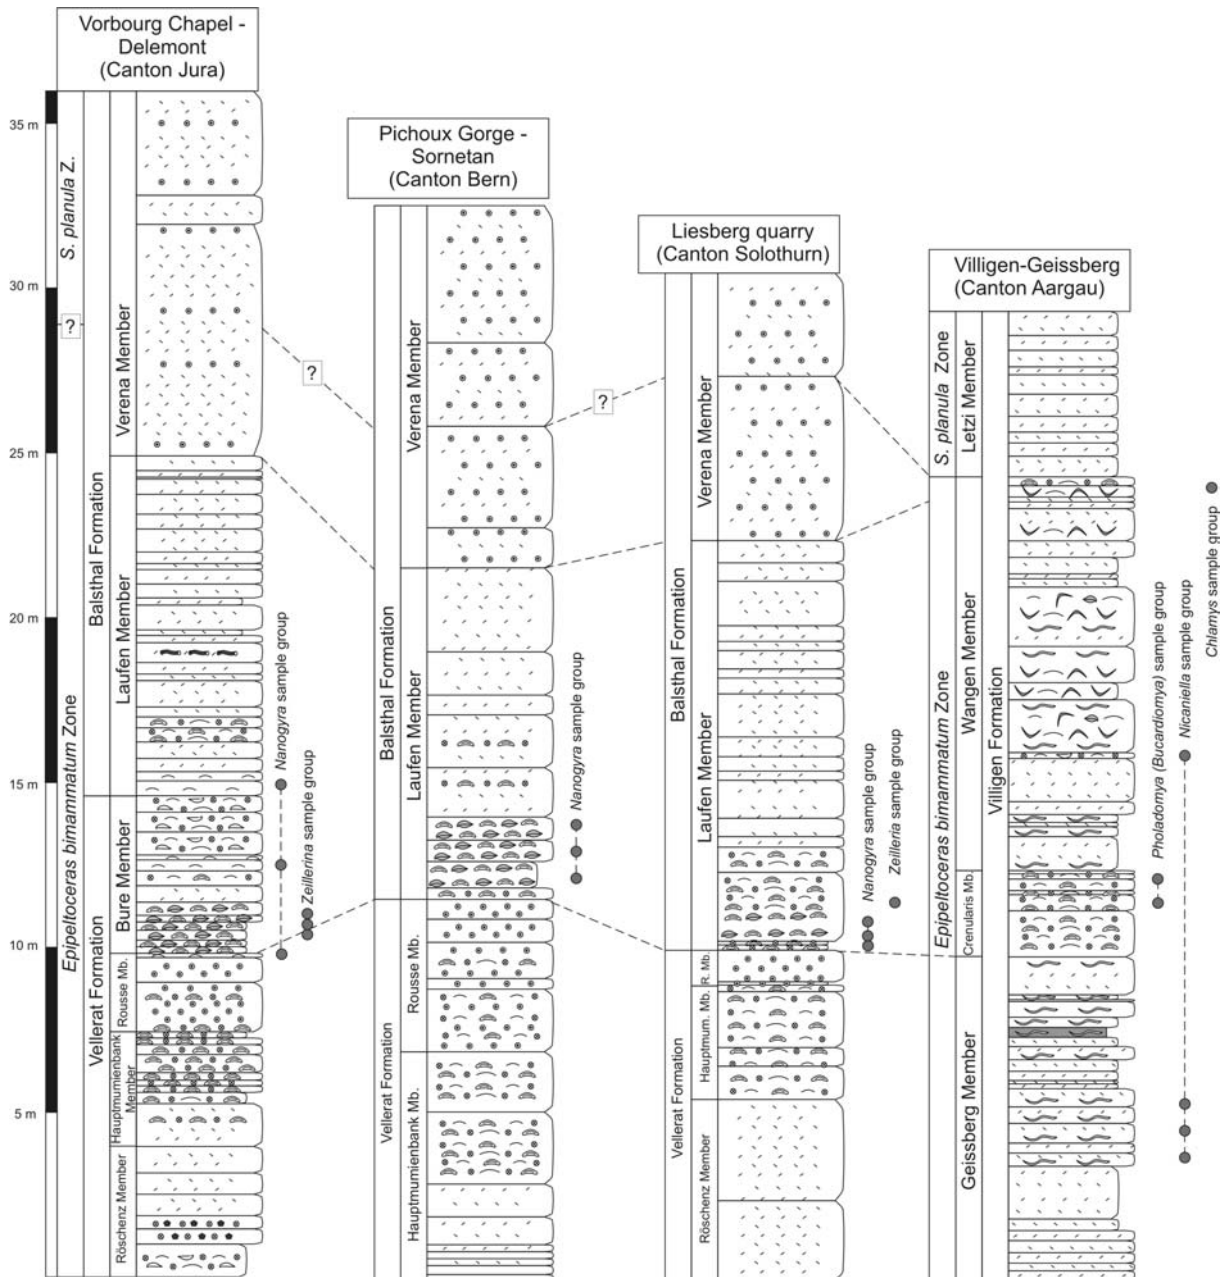 Vorbourg Chapel -
Delemont
(Canton Jura)
35 m
30 m
25 m
20 m
15 m
10 m
5 m
S. planula Z.
?
Epipeltoceras bimammatum Zone
Balsthal Formation
Vellerat Formation
Verena Member
Laufen Member
Bure Member
Rousse Mb.
Hauptmumienbank
Member
Röschenz Member
Nanogyra sample group
Zeillerina sample group
?
Pichoux Gorge -
Sornetan
(Canton Bern)
Balsthal Formation
Vellerat Formation
Verena Member
Laufen Member
Rousse Mb.
Hauptmumienbank Mb.
Nanogyra sample group
?
Liesberg quarry
(Canton Solothurn)
Balsthal Formation
Vellerat Formation
Verena Member
Laufen Member
R. Mb.
Hauptmum. Mb.
Röschenz Member
Nanogyra sample group
Zeilleria sample group
Villigen-Geissberg
(Canton Aargau)
S. planula Zone
Epipeltoceras bimammatum Zone
Letzi Member
Wangen Member
Crenularis Mb.
Geissberg Member
Villigen Formation
Pholadomya (Bucardiomya) sample group
Nicaniella sample group
Chlamys sample group